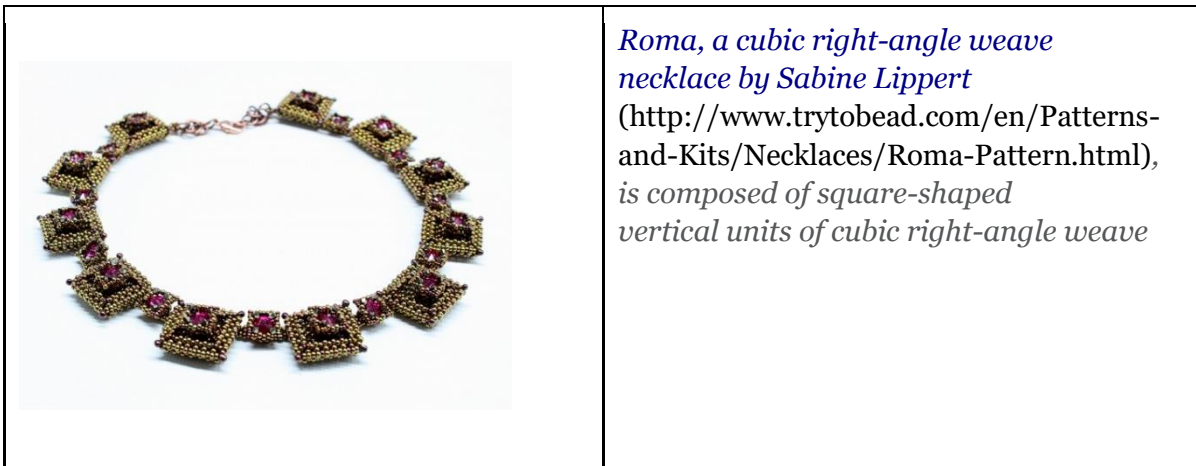 Roma, a cubic right-angle weave
necklace by Sabine Lippert
(http://www.trytobead.com/en/Patterns-
and-Kits/Necklaces/Roma-Pattern.html),
is composed of square-shaped
vertical units of cubic right-angle weave